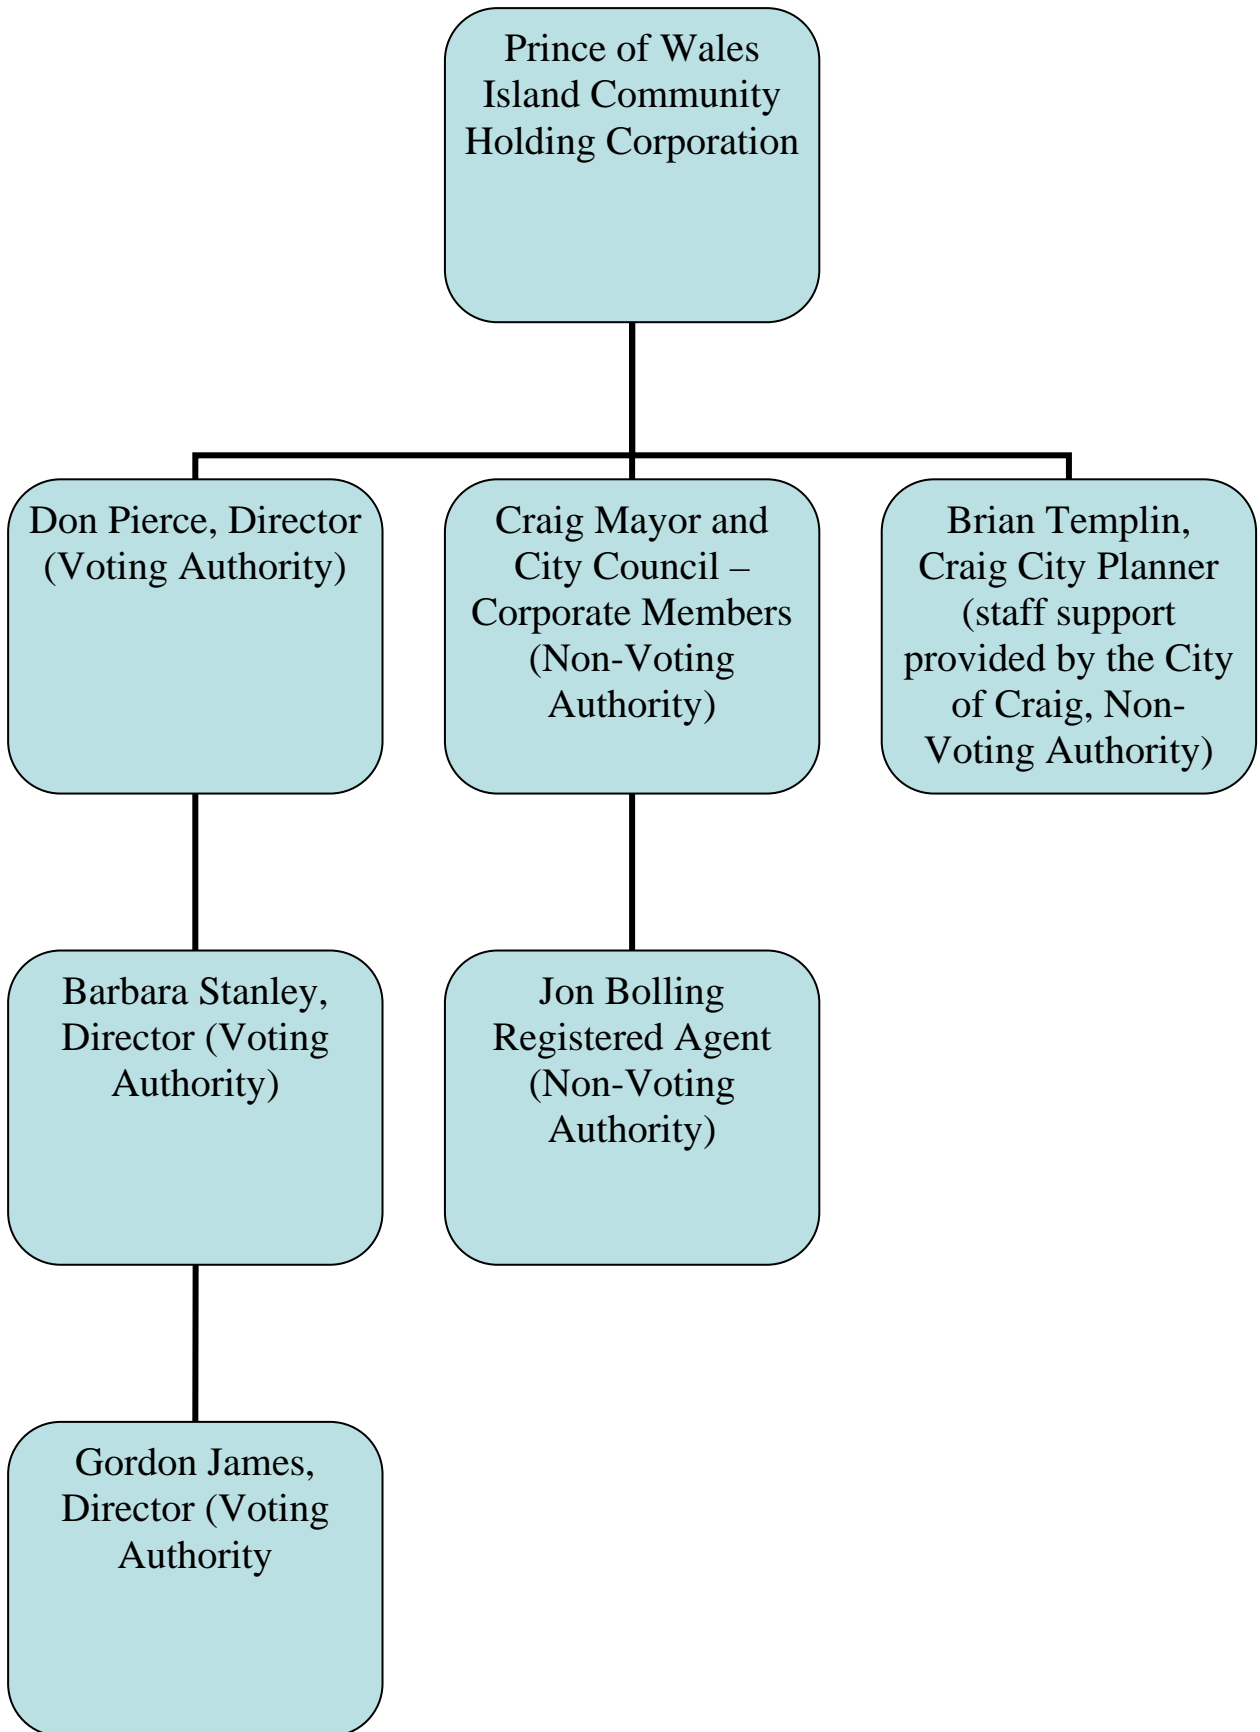 Prince of Wales
Island Community
Holding Corporation
Don Pierce, Director
(Voting Authority)
Craig Mayor and
City Council –
Corporate Members
(Non-Voting
Authority)
Brian Templin,
Craig City Planner
(staff support
provided by the City
of Craig, Non-
Voting Authority)
Barbara Stanley,
Director (Voting
Authority)
Jon Bolling
Registered Agent
(Non-Voting
Authority)
Gordon James,
Director (Voting
Authority